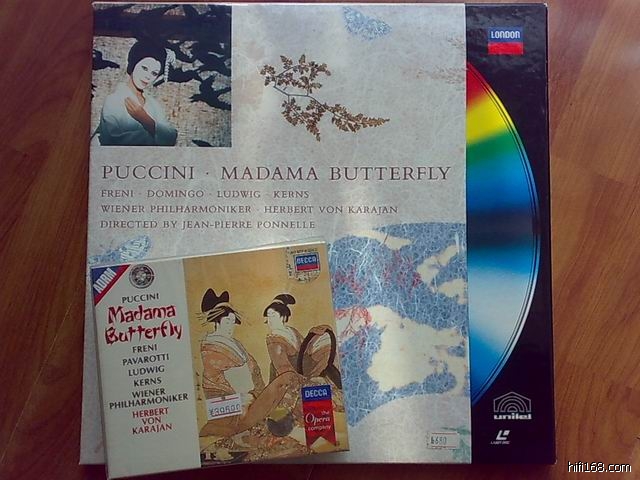 LONDON
PUCCINI · MADAMA BUTTERFLY
FRENI · DOMINGO · LUDWIG · KERNS
WIENER PHILHARMONIKER · HERBERT VON KARAJAN
DIRECTED BY JEAN-PIERRE PONNELLE
ADRM
DECCA
PUCCINI
Madama
Butterfly
FRENI
PAVAROTTI
LUDWIG
KERNS
WIENER
PHILHARMONIKER
HERBERT
VON
KARAJAN
DECCA
the
Opera
company
unitel
LASER DISC
hifi168.com